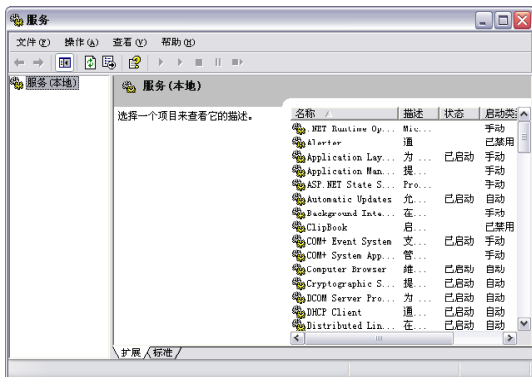 服务
文件(F) 操作(A) 查看(V) 帮助(H)
服务(本地)
服务(本地)
选择一个项目来查看它的描述。
名称 描述 状态 启动类
.NET Runtime Op... Mic... 手动
Alerter 通 已禁用
Application Lay... 为 ... 已启动 手动
Application Man... 提... 手动
ASP.NET State S... Pro... 手动
Automatic Updates 允... 已启动 自动
Background Inte... 在... 手动
ClipBook 启... 已禁用
COM+ Event System 支... 已启动 手动
COM+ System App... 管... 手动
Computer Browser 维... 已启动 自动
Cryptographic S... 提... 已启动 自动
DCOM Server Pro... 为 ... 已启动 自动
DHCP Client 通... 已启动 自动
Distributed Lin... 在... 已启动 自动
扩展 标准